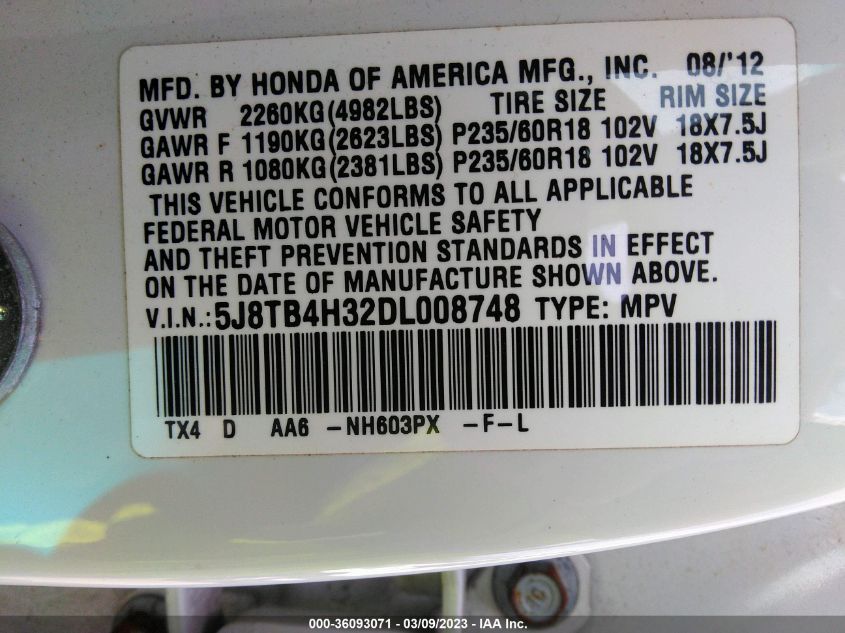 MFD. BY HONDA OF AMERICA MFG., INC. 08/'12
GVWR 2260KG(4982LBS) TIRE SIZE RIM SIZE
GAWR F 1190KG(2623LBS) P235/60R18 102V 18X7.5J
GAWR R 1080KG(2381LBS) P235/60R18 102V 18X7.5J
THIS VEHICLE CONFORMS TO ALL APPLICABLE
FEDERAL MOTOR VEHICLE SAFETY
AND THEFT PREVENTION STANDARDS IN EFFECT
ON THE DATE OF MANUFACTURE SHOWN ABOVE.
V.I.N.: 5J8TB4H32DL008748 TYPE: MPV
TX4 D AA6 -NH603PX -F-L
000-36093071 - 03/09/2023 - IAA Inc.